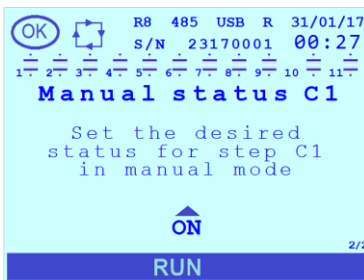 OK R8 485 USB R 31/01/17
S/N 23170001 00:27
1 2 3 4 5 6 7 8 9 10 11
Manual status C1
Set the desired
status for step C1
in manual mode
ON
2/2
RUN